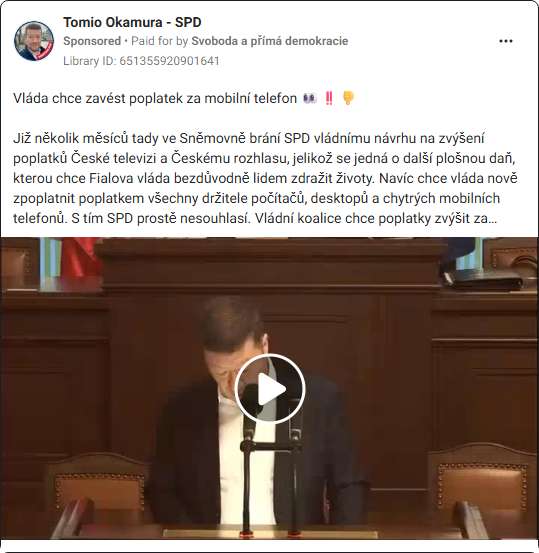 Tomio Okamura - SPD
Sponsored • Paid for by Svoboda a přímá demokracie
Library ID: 651355920901641
Vláda chce zavést poplatek za mobilní telefon
Již několik měsíců tady ve Sněmovně brání SPD vládnímu návrhu na zvýšení
poplatků České televizi a Českému rozhlasu, jelikož se jedná o další plošnou daň,
kterou chce Fialova vláda bezdůvodně lidem zdražit životy. Navíc chce vláda nově
zpoplatnit poplatkem všechny držitele počítačů, desktopů a chytrých mobilních
telefonů. S tím SPD prostě nesouhlasí. Vládní koalice chce poplatky zvýšit za...